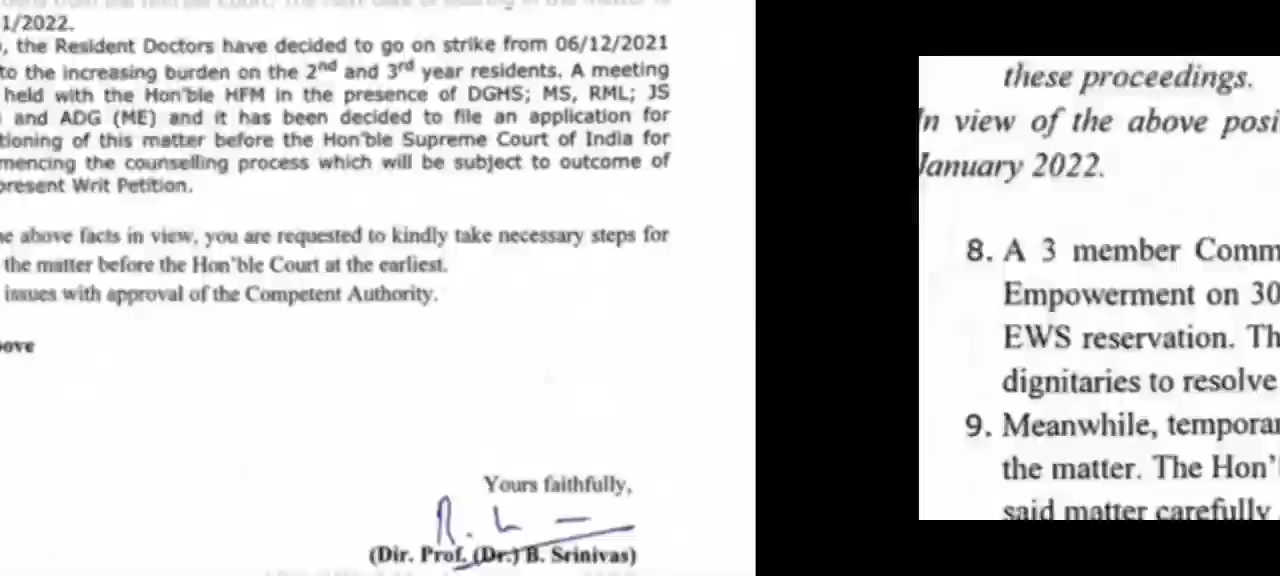 1/2022.
, the Resident Doctors have decided to go on strike from 06/12/2021
to the increasing burden on the 2nd and 3rd year residents. A meeting
held with the Hon'ble HFM in the presence of DGHS; MS, RML; JS
and ADG (ME) and it has been decided to file an application for
tioning of this matter before the Hon'ble Supreme Court of India for
mencing the counselling process which will be subject to outcome of
present Writ Petition.
e above facts in view, you are requested to kindly take necessary steps for
the matter before the Hon'ble Court at the earliest.
issues with approval of the Competent Authority.
ove
Yours faithfully,
(Dir. Prof. (Dr.) B. Srinivas)
these proceedings.
In view of the above posi
January 2022.
8. A 3 member Comm
Empowerment on 30
EWS reservation. Th
dignitaries to resolve
9. Meanwhile, temporar
the matter. The Hon'
said matter carefully